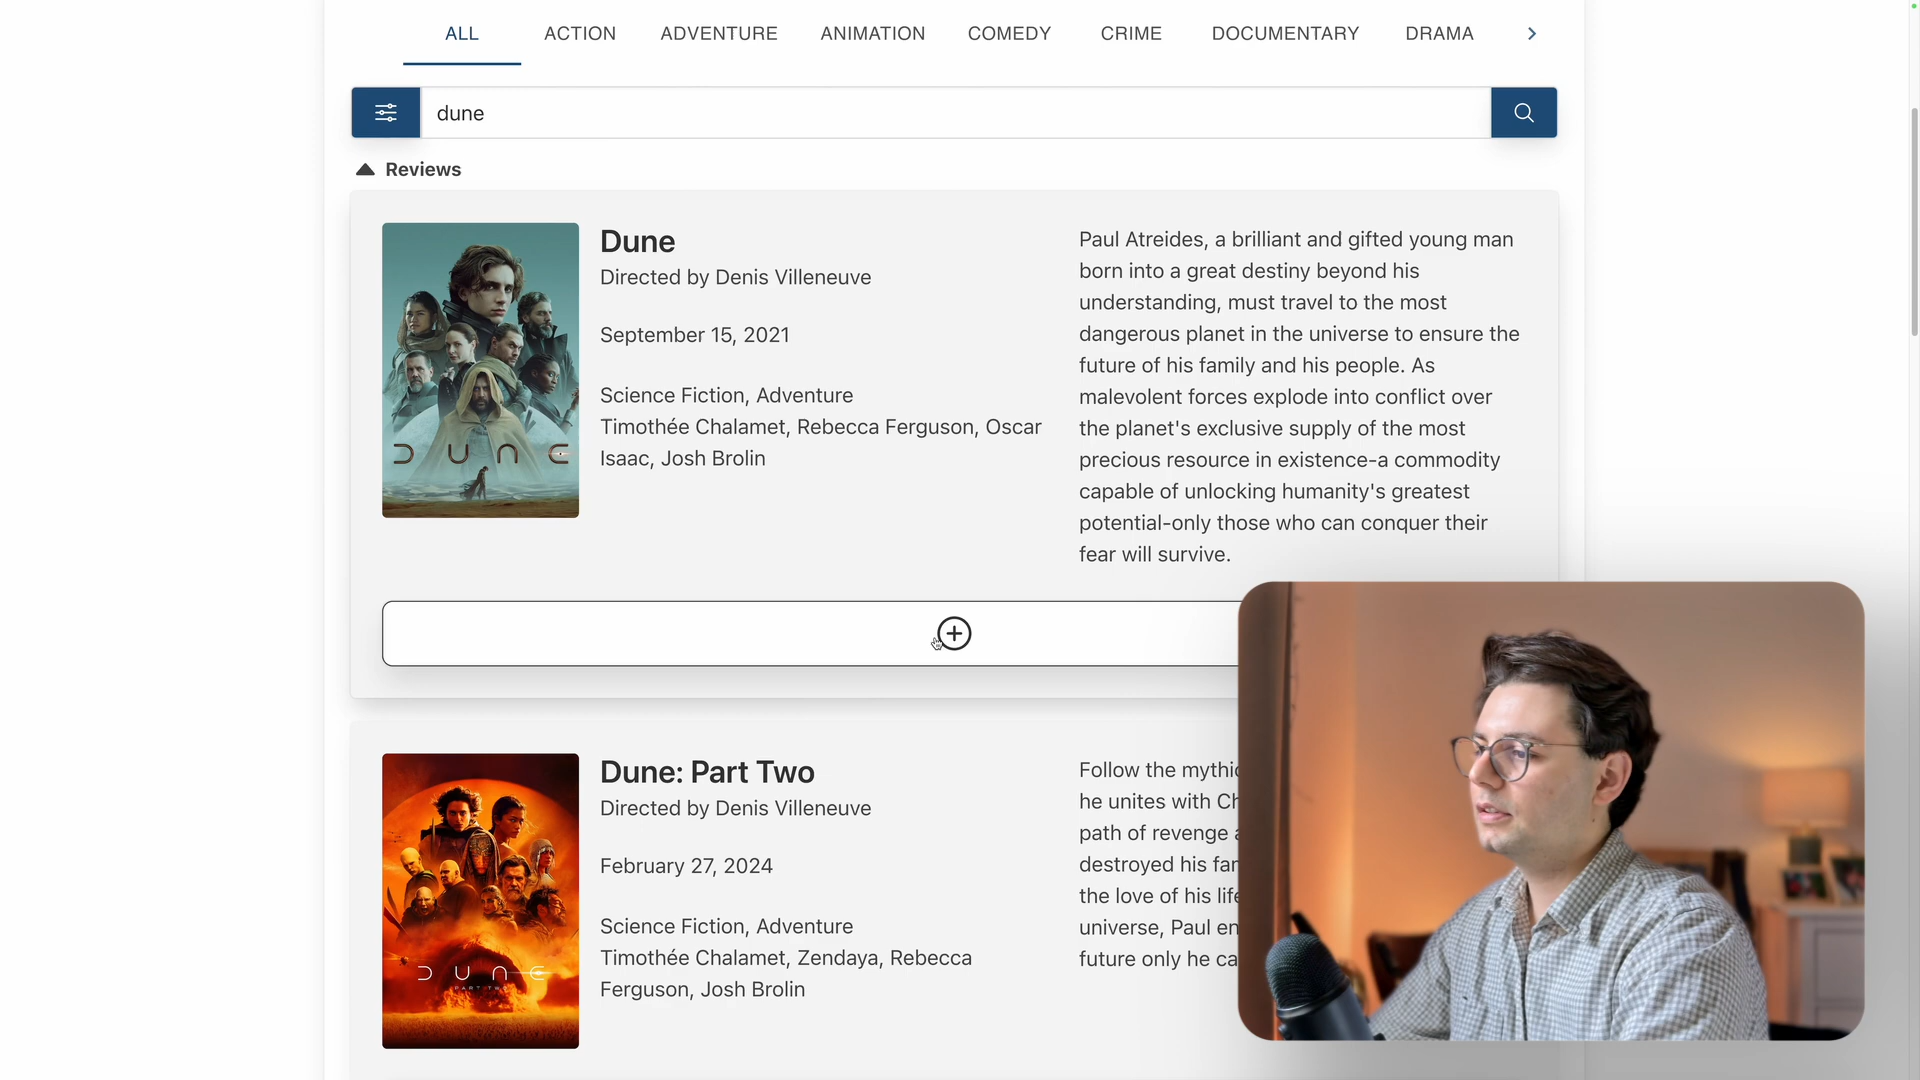 ALL ACTION ADVENTURE ANIMATION COMEDY CRIME DOCUMENTARY DRAMA
dune
Reviews
DUNE
Dune
Directed by Denis Villeneuve
September 15, 2021
Science Fiction, Adventure
Timothée Chalamet, Rebecca Ferguson, Oscar
Isaac, Josh Brolin
Paul Atreides, a brilliant and gifted young man
born into a great destiny beyond his
understanding, must travel to the most
dangerous planet in the universe to ensure the
future of his family and his people. As
malevolent forces explode into conflict over
the planet's exclusive supply of the most
precious resource in existence-a commodity
capable of unlocking humanity's greatest
potential-only those who can conquer their
fear will survive.
DUNE
PART TWO
Dune: Part Two
Directed by Denis Villeneuve
February 27, 2024
Science Fiction, Adventure
Timothée Chalamet, Zendaya, Rebecca
Ferguson, Josh Brolin
Follow the mythic
he unites with Ch
path of revenge
destroyed his fa
the love of his life
universe, Paul en
future only he ca